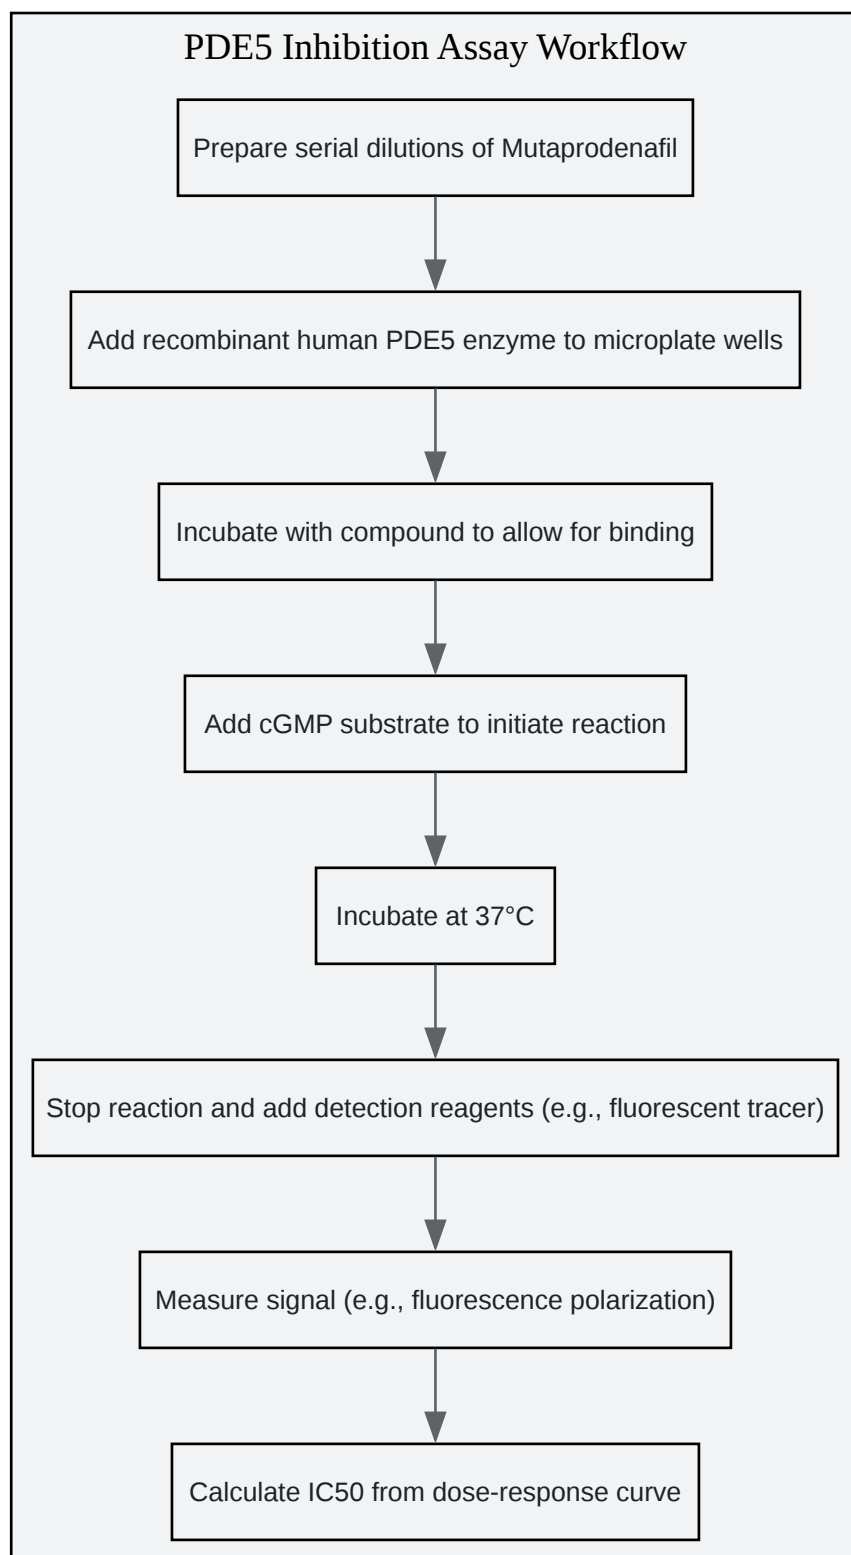 PDE5 Inhibition Assay Workflow
Prepare serial dilutions of Mutaprodenafil
Add recombinant human PDE5 enzyme to microplate wells
Incubate with compound to allow for binding
Add cGMP substrate to initiate reaction
Incubate at 37°C
Stop reaction and add detection reagents (e.g., fluorescent tracer)
Measure signal (e.g., fluorescence polarization)
Calculate IC50 from dose-response curve